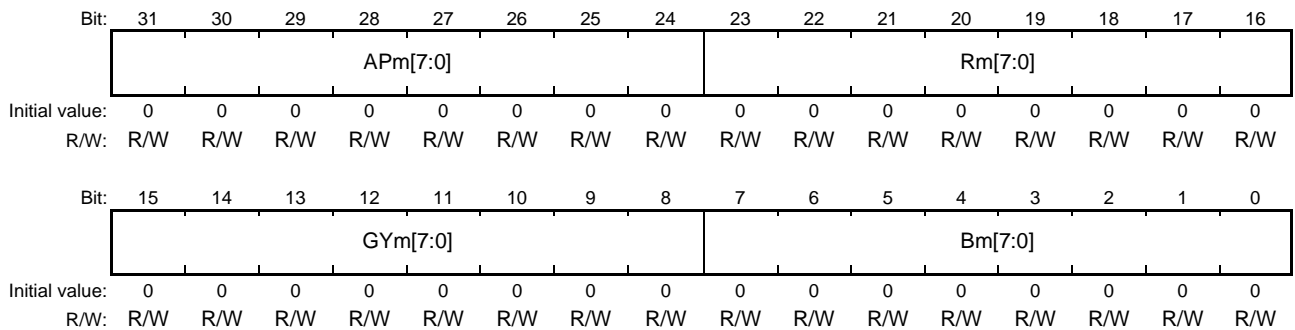 Bit: 31 30 29 28 27 26 25 24 23 22 21 20 19 18 17 16
APm[7:0] Rm[7:0]
Initial value: 0 0 0 0 0 0 0 0 0 0 0 0 0 0 0 0
R/W: R/W R/W R/W R/W R/W R/W R/W R/W R/W R/W R/W R/W R/W R/W R/W R/W
Bit: 15 14 13 12 11 10 9 8 7 6 5 4 3 2 1 0
GYm[7:0] Bm[7:0]
Initial value: 0 0 0 0 0 0 0 0 0 0 0 0 0 0 0 0
R/W: R/W R/W R/W R/W R/W R/W R/W R/W R/W R/W R/W R/W R/W R/W R/W R/W